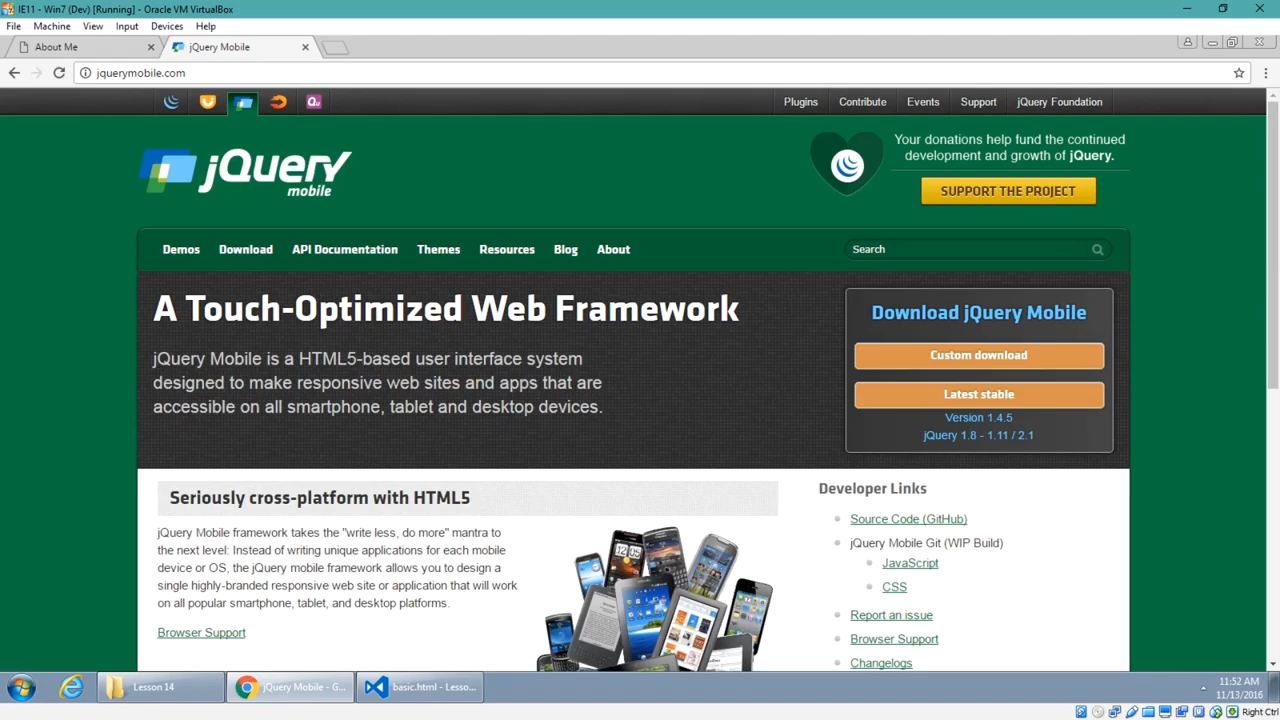 IE11 - Win7 (Dev) [Running] - Oracle VM VirtualBox
File Machine View Input Devices Help
About Me
jQuery Mobile
jquerymobile.com
Plugins Contribute Events Support jQuery Foundation
jQuery mobile
Your donations help fund the continued
development and growth of jQuery.
SUPPORT THE PROJECT
Demos Download API Documentation Themes Resources Blog About
Search
A Touch-Optimized Web Framework
jQuery Mobile is a HTML5-based user interface system
designed to make responsive web sites and apps that are
accessible on all smartphone, tablet and desktop devices.
Download jQuery Mobile
Custom download
Latest stable
Version 1.4.5
jQuery 1.8 - 1.11 / 2.1
Seriously cross-platform with HTML5
jQuery Mobile framework takes the "write less, do more" mantra to
the next level: Instead of writing unique applications for each mobile
device or OS, the jQuery mobile framework allows you to design a
single highly-branded responsive web site or application that will work
on all popular smartphone, tablet, and desktop platforms.
Browser Support
Developer Links
Source Code (GitHub)
jQuery Mobile Git (WIP Build)
JavaScript
CSS
Report an issue
Browser Support
Changelogs
Lesson 14
jQuery Mobile - G...
basic.html - Lesso...
11:52 AM
11/13/2016
Right Ctrl